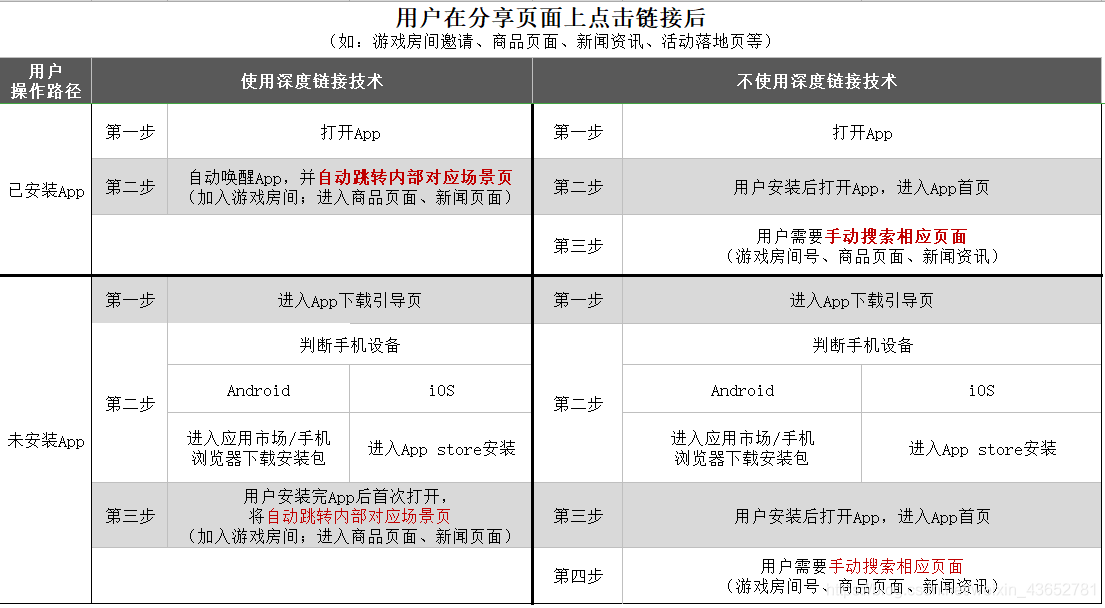 用户在分享页面上点击链接后
（如：游戏房间邀请、商品页面、新闻资讯、活动落地页等）
用户
操作路径
使用深度链接技术
不使用深度链接技术
已安装App
第一步
打开App
第一步
打开App
第二步
自动唤醒App，并自动跳转内部对应场景页
（加入游戏房间；进入商品页面、新闻页面）
第二步
用户安装后打开App，进入App首页
第三步
用户需要手动搜索相应页面
（游戏房间号、商品页面、新闻资讯）
未安装App
第一步
进入App下载引导页
第一步
进入App下载引导页
第二步
判断手机设备
Android
iOS
进入应用市场/手机
浏览器下载安装包
进入App store安装
第二步
判断手机设备
Android
iOS
进入应用市场/手机
浏览器下载安装包
进入App store安装
第三步
用户安装完App后首次打开，
将自动跳转内部对应场景页
（加入游戏房间；进入商品页面、新闻页面）
第三步
用户安装后打开App，进入App首页
第四步
用户需要手动搜索相应页面
（游戏房间号、商品页面、新闻资讯）